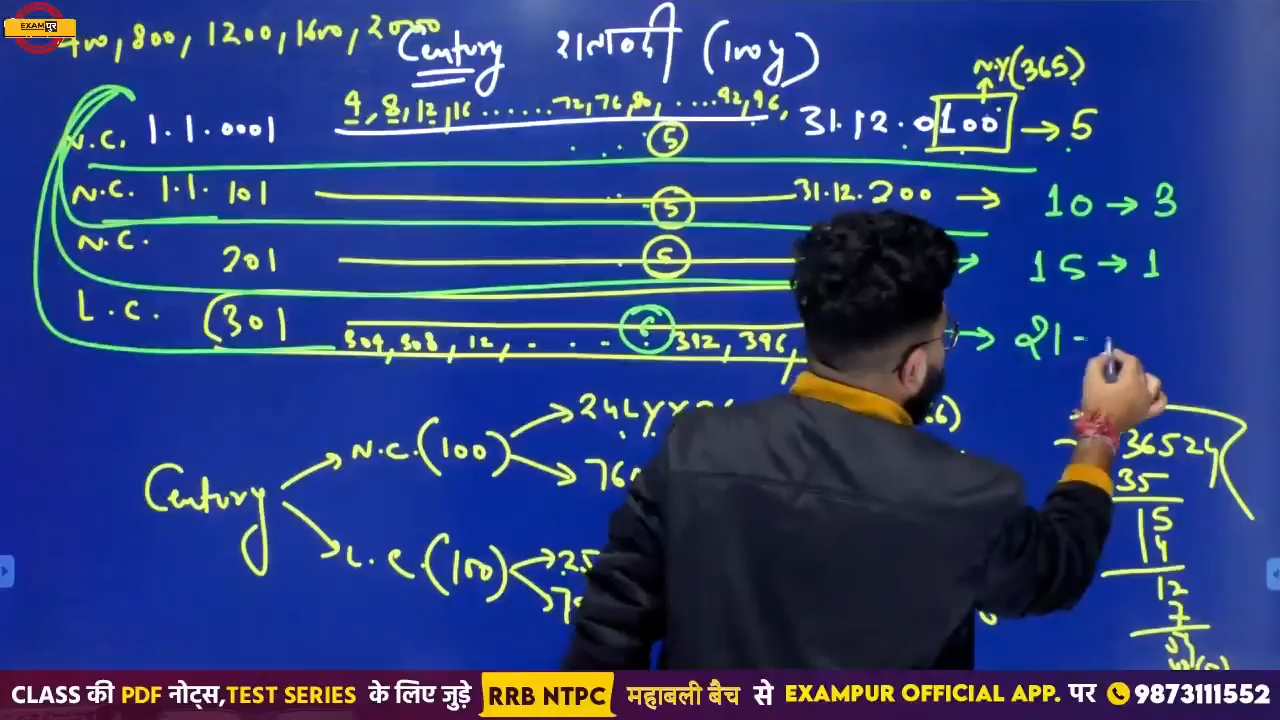 EXAM पुर
400, 800, 1200, 1600, 2000
Century शताब्दी (100y)
N.Y(365)
4, 8, 12, 16 ......72, 76, 80, ....92, 96,
N.C. 1.1.0001 5 31.12.0100 → 5
N.C. 1.1.101 5 31.12.200 → 10 → 3
N.C. 201 5 → 15 → 1
L.C. (301 6 → 21 -
304, 308, 12, - . . . 392, 396,
Century
N.C. (100)
24LY
76
L.C. (100)
25
36524
35
15
14
12
7
CLASS की PDF नोट्स, TEST SERIES के लिए जुड़े RRB NTPC महाबली बैच से EXAMPUR OFFICIAL APP. पर 9873111552